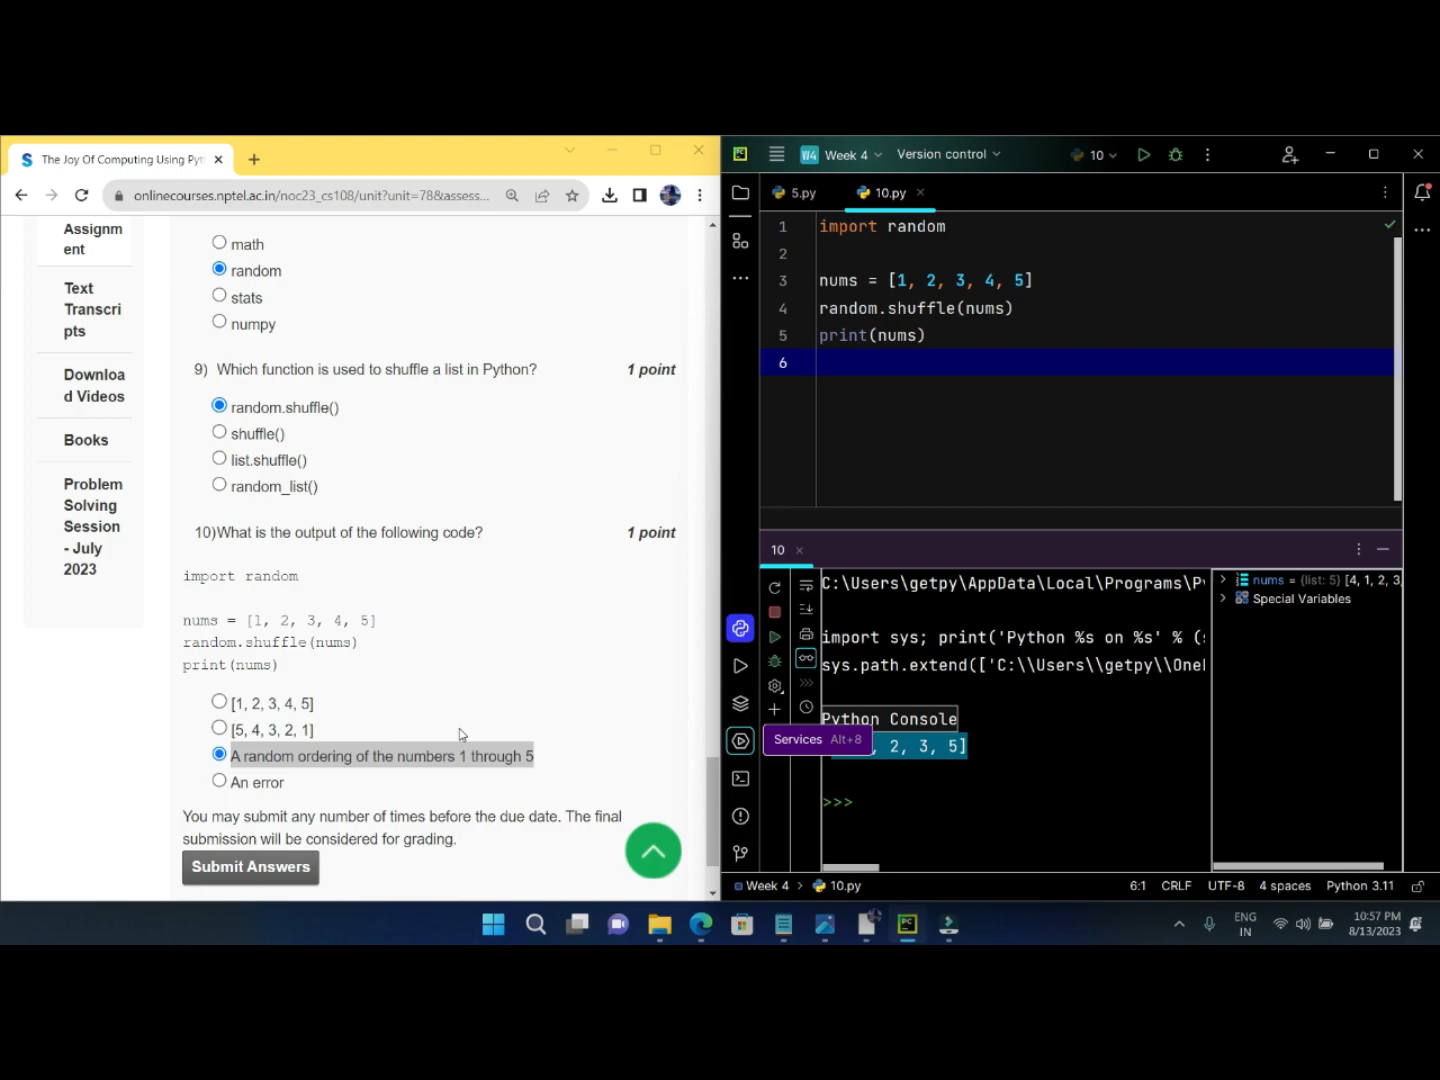 The Joy Of Computing Using Pyt
onlinecourses.nptel.ac.in/noc23_cs108/unit?unit=78&assess...
Assignm
ent
Text
Transcri
pts
Downloa
d Videos
Books
Problem
Solving
Session
- July
2023
math
random
stats
numpy
9) Which function is used to shuffle a list in Python?
1 point
random.shuffle()
shuffle()
list.shuffle()
random_list()
10)What is the output of the following code?
1 point
import random
nums = [1, 2, 3, 4, 5]
random.shuffle(nums)
print(nums)
[1, 2, 3, 4, 5]
[5, 4, 3, 2, 1]
A random ordering of the numbers 1 through 5
An error
You may submit any number of times before the due date. The final
submission will be considered for grading.
Submit Answers
W4 Week 4
Version control
10
5.py
10.py
1 import random
2
3 nums = [1, 2, 3, 4, 5]
4 random.shuffle(nums)
5 print(nums)
6
10
C:\Users\getpy\AppData\Local\Programs\P
import sys; print('Python %s on %s' % (
sys.path.extend(['C:\\Users\\getpy\\One
Python Console
, 2, 3, 5]
>>>
Services Alt+8
nums = {list: 5} [4, 1, 2, 3,
Special Variables
Week 4 > 10.py
6:1 CRLF UTF-8 4 spaces Python 3.11
ENG
IN
10:57 PM
8/13/2023